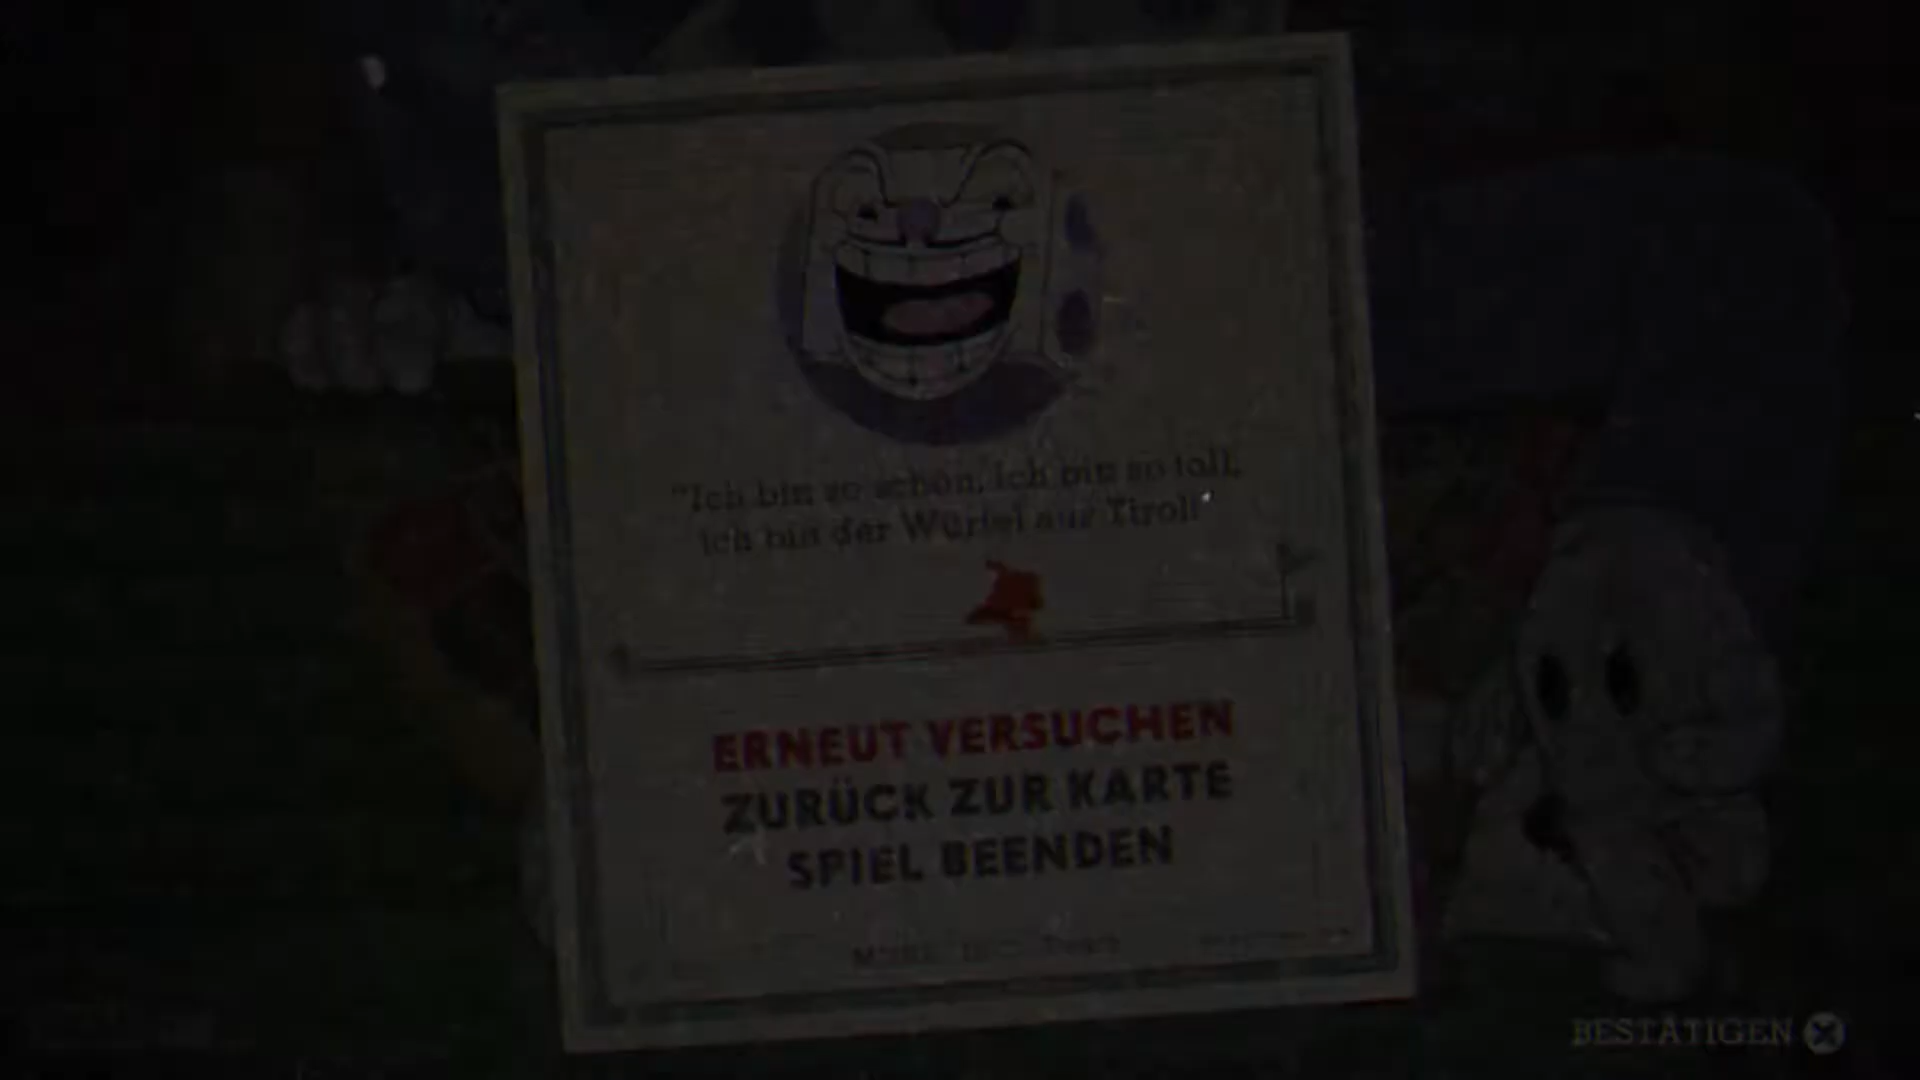 "Ich bin so schön, ich bin so toll,
ich bin der Würfel aus Tirol!"
ERNEUT VERSUCHEN
ZURÜCK ZUR KARTE
SPIEL BEENDEN
BESTÄTIGEN